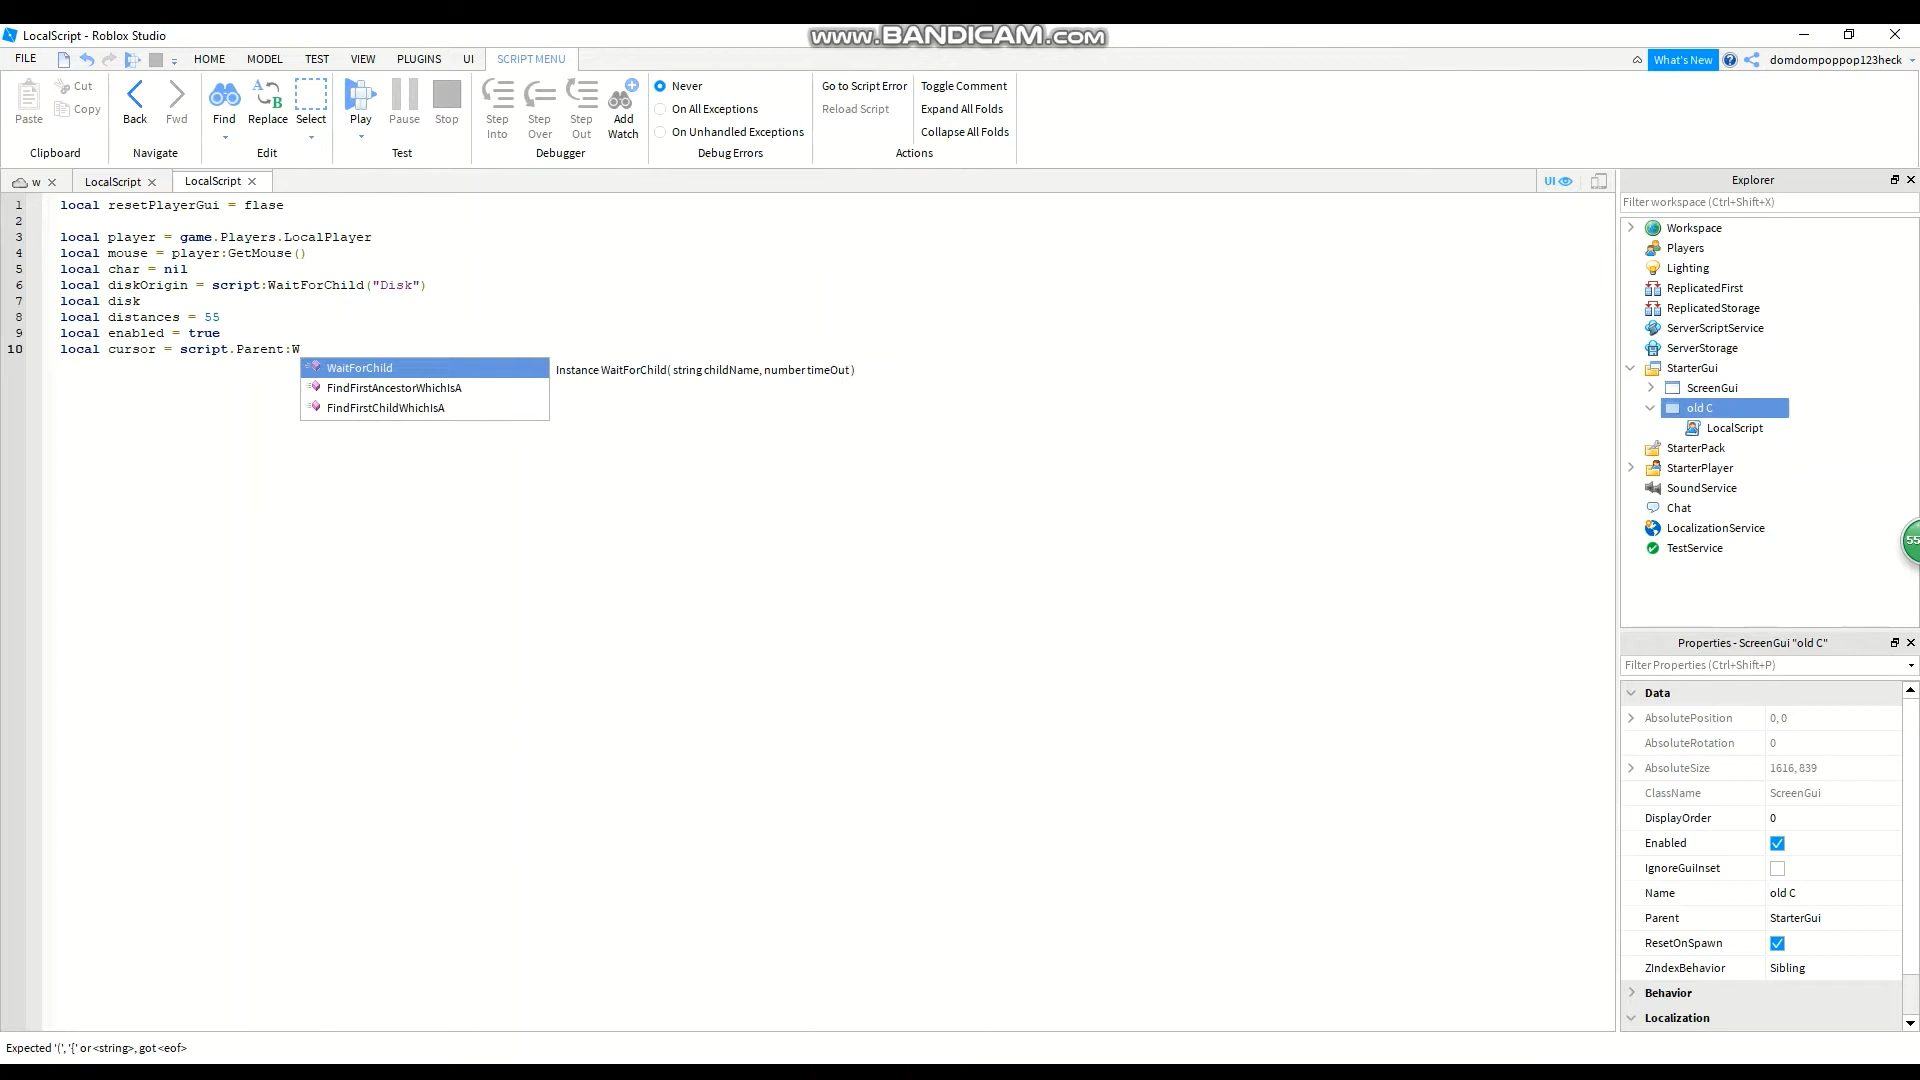 www.BANDICAM.com
LocalScript - Roblox Studio
FILE HOME MODEL TEST VIEW PLUGINS UI SCRIPT MENU
What's New domdompoppop123heck
Paste Cut Copy
Clipboard
Back Fwd
Navigate
Find Replace Select
Edit
Play Pause Stop
Test
Step Into Step Over Step Out Add Watch
Debugger
Never
On All Exceptions
On Unhandled Exceptions
Debug Errors
Go to Script Error Toggle Comment
Reload Script Expand All Folds
Collapse All Folds
Actions
w LocalScript LocalScript
UI
1 local resetPlayerGui = flase
2
3 local player = game.Players.LocalPlayer
4 local mouse = player:GetMouse()
5 local char = nil
6 local diskOrigin = script:WaitForChild("Disk")
7 local disk
8 local distances = 55
9 local enabled = true
10 local cursor = script.Parent:W
WaitForChild
FindFirstAncestorWhichIsA
FindFirstChildWhichIsA
Instance WaitForChild( string childName, number timeOut )
Explorer
Filter workspace (Ctrl+Shift+X)
Workspace
Players
Lighting
ReplicatedFirst
ReplicatedStorage
ServerScriptService
ServerStorage
StarterGui
ScreenGui
old C
LocalScript
StarterPack
StarterPlayer
SoundService
Chat
LocalizationService
TestService
55
Properties - ScreenGui "old C"
Filter Properties (Ctrl+Shift+P)
Data
AbsolutePosition 0, 0
AbsoluteRotation 0
AbsoluteSize 1616, 839
ClassName ScreenGui
DisplayOrder 0
Enabled
IgnoreGuiInset
Name old C
Parent StarterGui
ResetOnSpawn
ZIndexBehavior Sibling
Behavior
Localization
Expected '(', '{' or <string>, got <eof>